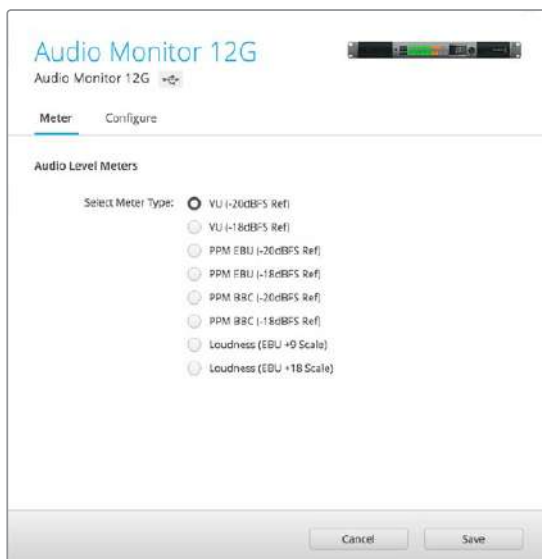 Audio Monitor 12G
Audio Monitor 12G
Meter Configure
Audio Level Meters
Select Meter Type: VU (-20dBFS Ref)
VU (-18dBFS Ref)
PPM EBU (-20dBFS Ref)
PPM EBU (-18dBFS Ref)
PPM BBC (-20dBFS Ref)
PPM BBC (-18dBFS Ref)
Loudness (EBU +9 Scale)
Loudness (EBU +18 Scale)
Cancel Save